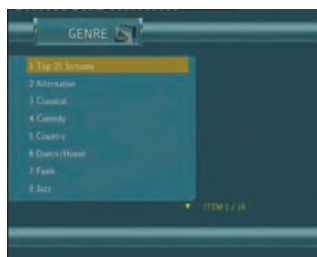 GENRE
1 Top 25 Streams
2 Alternative
3 Classical
4 Comedy
5 Country
6 Dance/House
7 Funk
8 Jazz
ITEM 1 / 19